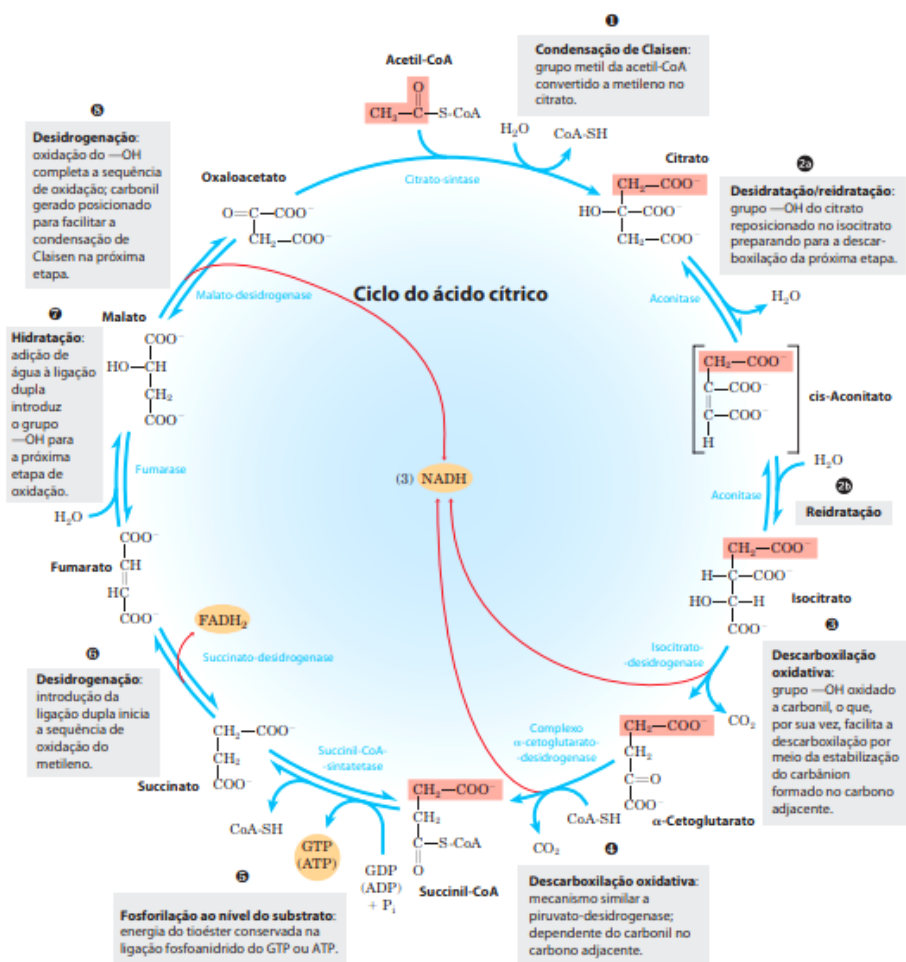 ❶
Condensação de Claisen:
grupo metil da acetil-CoA
convertido a metileno no
citrato.
Acetil-CoA
O
CH₃—C—S-CoA
H₂O
CoA-SH
Citrato-sintase
Citrato
CH₂—COO⁻
HO—C—COO⁻
CH₂—COO⁻
2a
Desidratação/reidratação:
grupo —OH do citrato
reposicionado no isocitrato
preparando para a descar-
boxilação da próxima etapa.
Aconitase
H₂O
CH₂—COO⁻
C—COO⁻
C—COO⁻
H
cis-Aconitato
H₂O
Aconitase
2b
Reidratação
CH₂—COO⁻
H—C—COO⁻
HO—C—H
COO⁻
Isocitrato
❸
Descarboxilação
oxidativa:
grupo —OH oxidado
a carbonil, o que,
por sua vez, facilita a
descarboxilação por
meio da estabilização
do carbânion
formado no carbono
adjacente.
Isocitrato-
-desidrogenase
CO₂
CH₂—COO⁻
CH₂
C=O
COO⁻
α-Cetoglutarato
Complexo
α-cetoglutarato-
-desidrogenase
CoA-SH
CO₂
❹
Descarboxilação oxidativa:
mecanismo similar a
piruvato-desidrogenase;
dependente do carbonil no
carbono adjacente.
CH₂—COO⁻
CH₂
C—S-CoA
O
Succinil-CoA
Succinil-CoA-
-sintatetase
GDP
(ADP)
+ Pᵢ
GTP
(ATP)
CoA-SH
❺
Fosforilação ao nível do substrato:
energia do tioéster conservada na
ligação fosfoanidrido do GTP ou ATP.
CH₂—COO⁻
CH₂
COO⁻
Succinato
❻
Desidrogenação:
introdução da
ligação dupla inicia
a sequência de
oxidação do
metileno.
Succinato-desidrogenase
FADH₂
COO⁻
CH
HC
COO⁻
Fumarato
H₂O
Fumarase
❼
Hidratação:
adição de
água à ligação
dupla
introduz
o grupo
—OH para
a próxima
etapa de
oxidação.
Malato
COO⁻
HO—CH
CH₂
COO⁻
Malato-desidrogenase
❽
Desidrogenação:
oxidação do —OH
completa a sequência
de oxidação; carbonil
gerado posicionado
para facilitar a
condensação de
Claisen na próxima
etapa.
Oxaloacetato
O=C—COO⁻
CH₂—COO⁻
Ciclo do ácido cítrico
(3) NADH